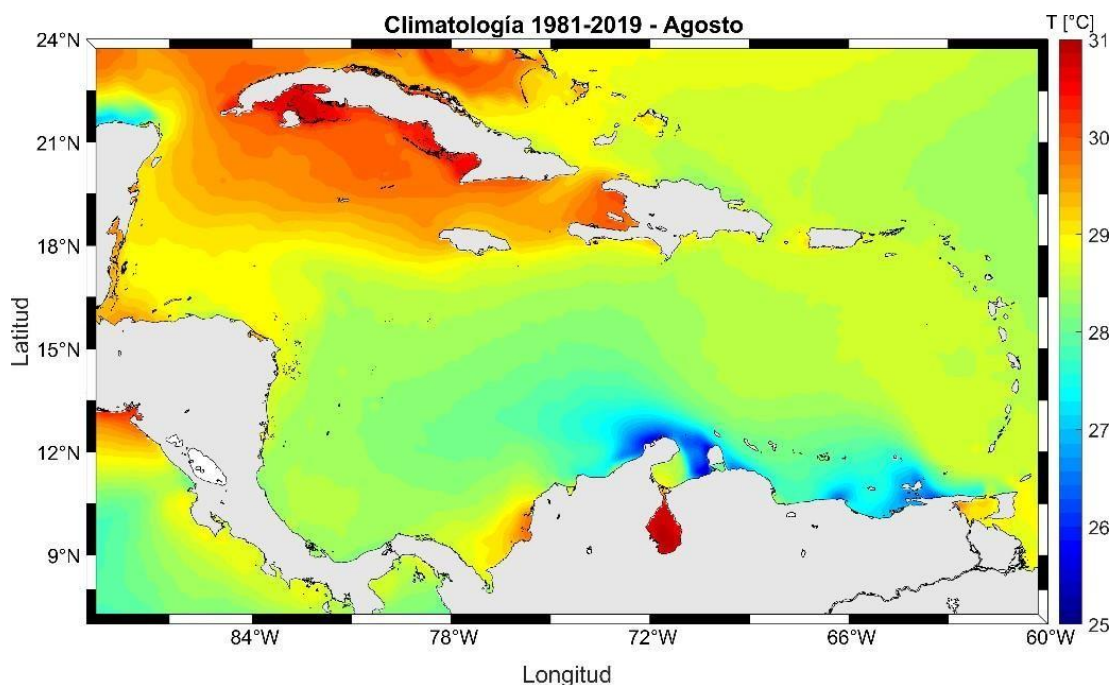 Climatología 1981-2019 - Agosto
T [°C]
24°N
21°N
18°N
15°N
12°N
9°N
Latitud
84°W
78°W
72°W
66°W
60°W
Longitud
31
30
29
28
27
26
25